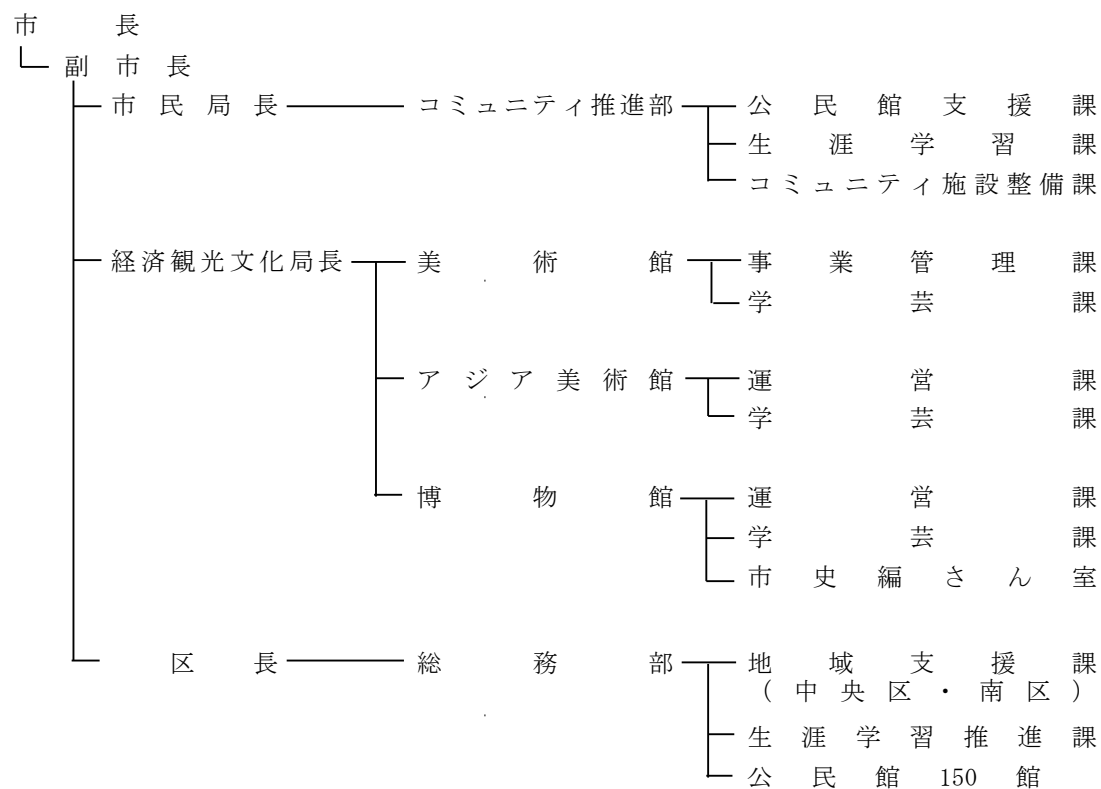 市長
副市長
市民局長 コミュニティ推進部 公民館支援課
生涯学習課
コミュニティ施設整備課
経済観光文化局長 美術館 事業管理課
学芸課
アジア美術館 運営課
学芸課
博物館 運営課
学芸課
市史編さん室
区長 総務部 地域支援課
(中央区・南区)
生涯学習推進課
公民館 150 館